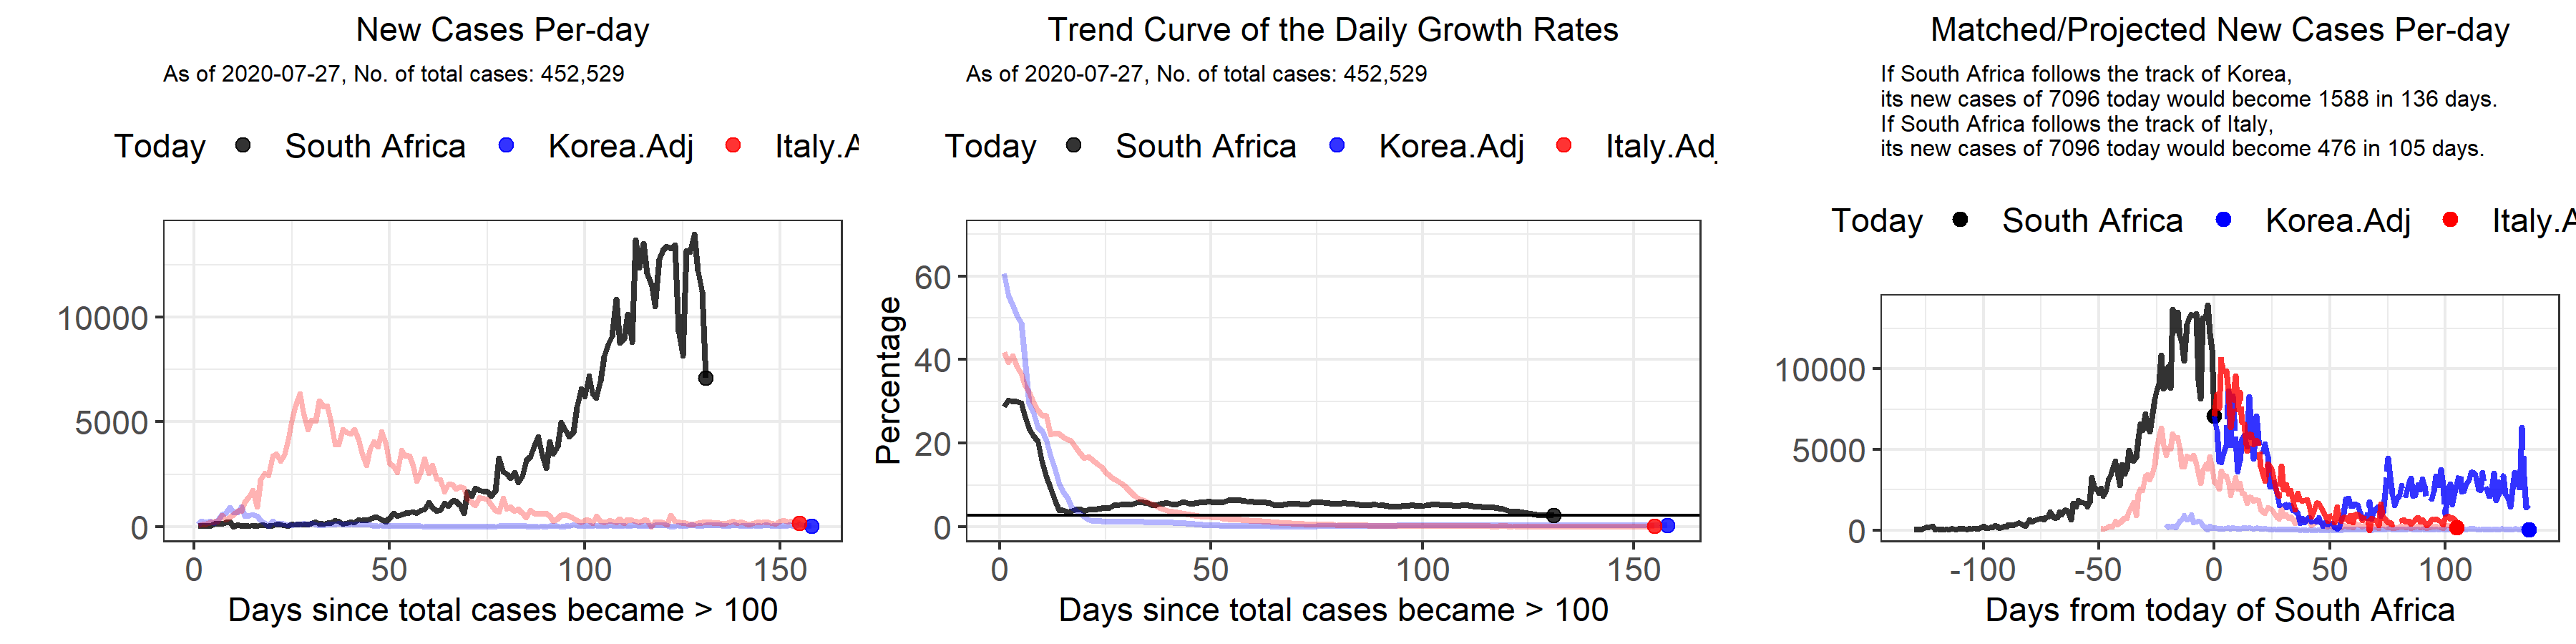 New Cases Per-day
As of 2020-07-27, No. of total cases: 452,529
Today South Africa Korea.Adj Italy.A
10000
5000
0
0 50 100 150
Days since total cases became > 100
Trend Curve of the Daily Growth Rates
As of 2020-07-27, No. of total cases: 452,529
Today South Africa Korea.Adj Italy.Adj
Percentage
60
40
20
0
0 50 100 150
Days since total cases became > 100
Matched/Projected New Cases Per-day
If South Africa follows the track of Korea,
its new cases of 7096 today would become 1588 in 136 days.
If South Africa follows the track of Italy,
its new cases of 7096 today would become 476 in 105 days.
Today South Africa Korea.Adj Italy.A
10000
5000
0
-100 -50 0 50 100
Days from today of South Africa